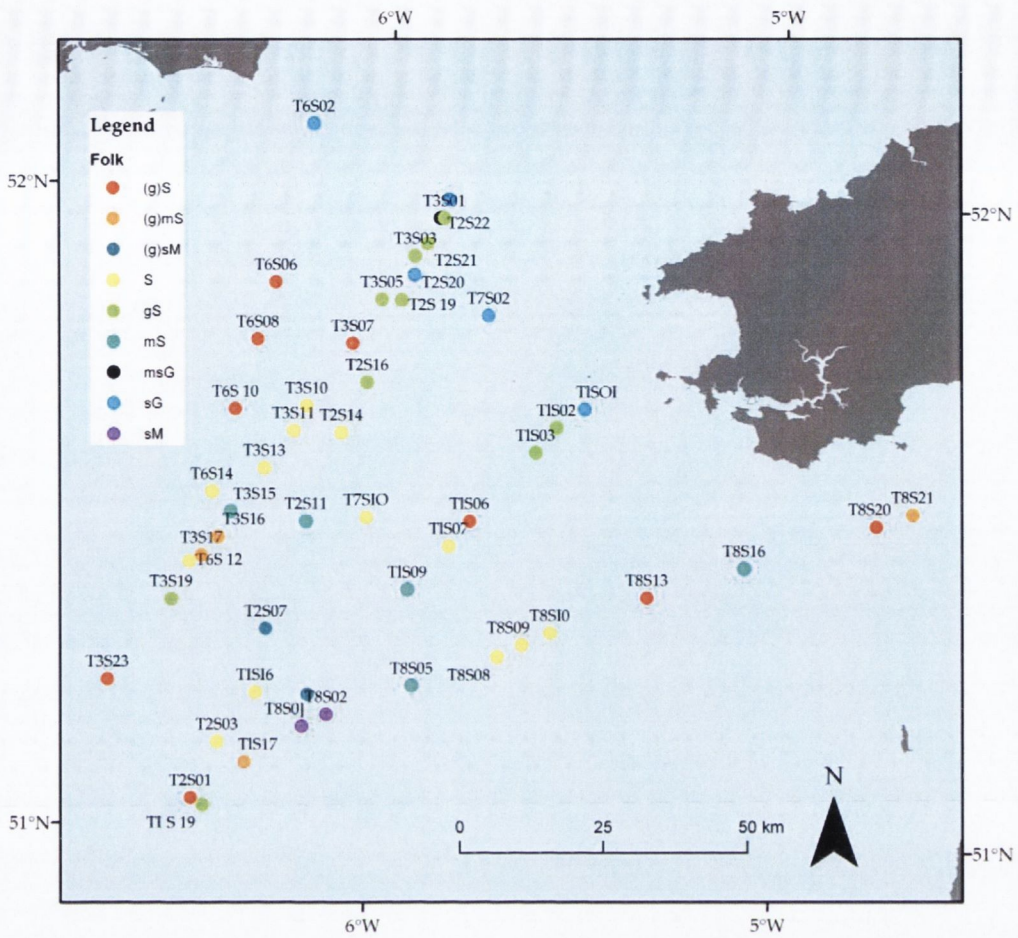 6°W 5°W
T6S02
Legend
Folk
(g)S
(g)mS
(g)sM
S
gS
mS
msG
sG
sM
52°N
52°N
T3S01
T2S22
T3S03
T2S21
T6S06
T3S05
T2S20
T2S 19
T7S02
T6S08
T3S07
T2S16
T6S 10
T3S10
T1SOI
T3S11
T2S14
T1S02
T1S03
T3S13
T6S14
T3S15
T2S11
T7SIO
T1S06
T8S21
T3S16
T8S20
T3S17
T1S07
T6S 12
T8S16
T3S19
T1S09
T8S13
T2S07
T8SI0
T8S09
T3S23
T8S05
T8S08
TISI6
T8S02
T8S0I
T2S03
TIS17
T2S01
TI S 19
0 25 50 km
N
51°N
51°N
6°W 5°W